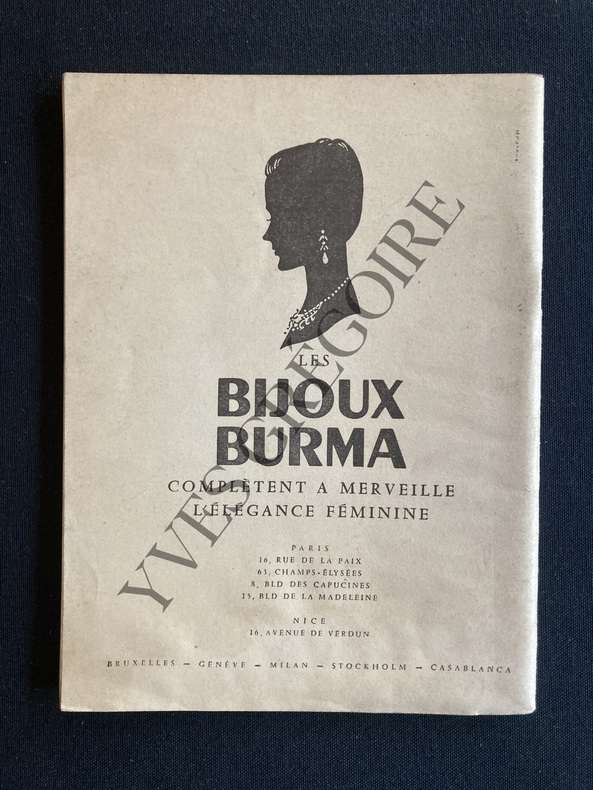 LES
BIJOUX
BURMA
COMPLÈTENT A MERVEILLE
L'ÉLÉGANCE FÉMININE
PARIS
16, RUE DE LA PAIX
63, CHAMPS-ÉLYSÉES
8, BLD DES CAPUCINES
15, BLD DE LA MADELEINE
NICE
16, AVENUE DE VERDUN
BRUXELLES – GENÈVE – MILAN – STOCKHOLM – CASABLANCA
YVES GRÉGOIRE